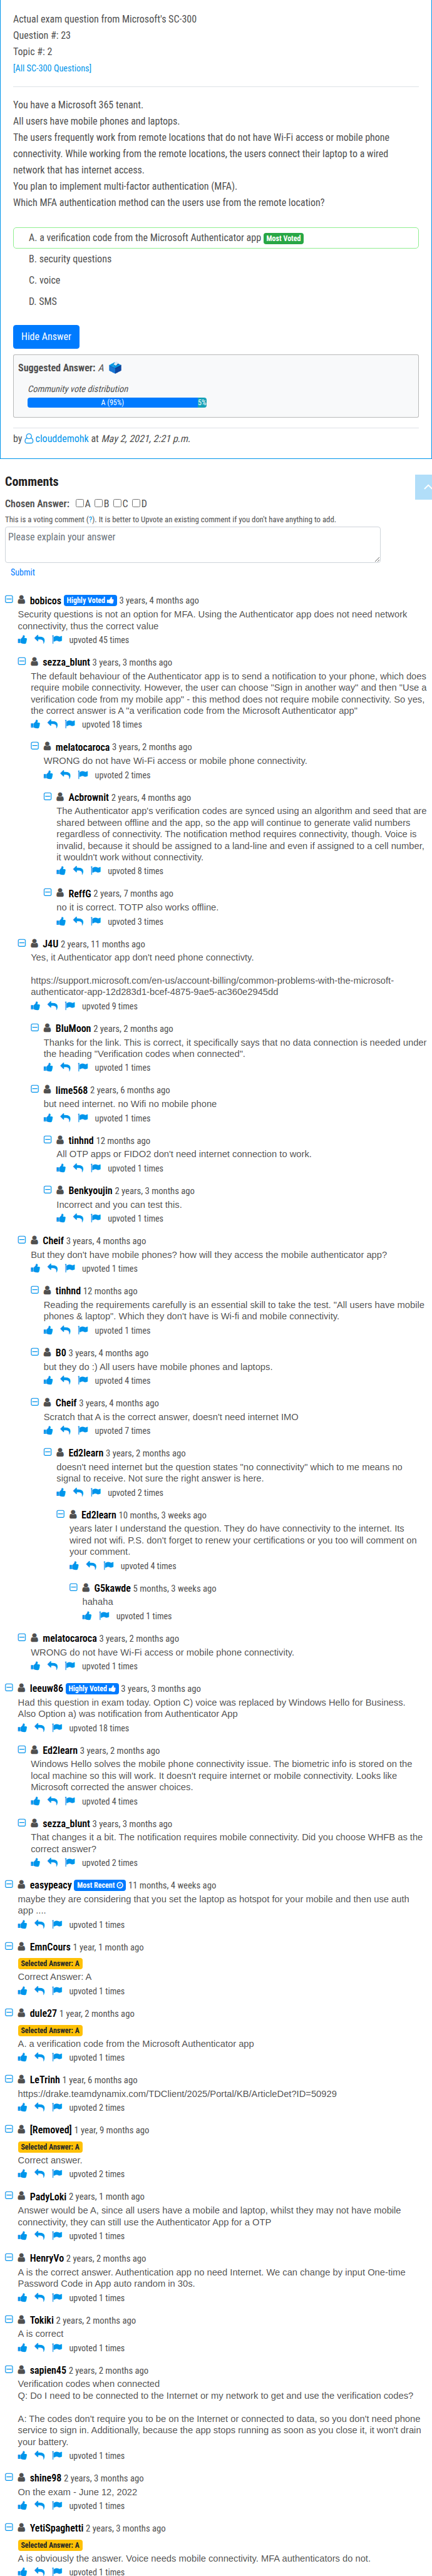 Actual exam question from Microsoft's SC-300
Question #: 23
Topic #: 2
[All SC-300 Questions]
You have a Microsoft 365 tenant.
All users have mobile phones and laptops.
The users frequently work from remote locations that do not have Wi-Fi access or mobile phone
connectivity. While working from the remote locations, the users connect their laptop to a wired
network that has internet access.
You plan to implement multi-factor authentication (MFA).
Which MFA authentication method can the users use from the remote location?
A. a verification code from the Microsoft Authenticator app Most Voted
B. security questions
C. voice
D. SMS
Hide Answer
Suggested Answer: A
Community vote distribution
A (95%) 5%
by clouddemohk at May 2, 2021, 2:21 p.m.
Comments
Chosen Answer: A B C D
This is a voting comment (?). It is better to Upvote an existing comment if you don't have anything to add.
Please explain your answer
Submit
bobicos Highly Voted 3 years, 4 months ago
Security questions is not an option for MFA. Using the Authenticator app does not need network
connectivity, thus the correct value
upvoted 45 times
sezza_blunt 3 years, 3 months ago
The default behaviour of the Authenticator app is to send a notification to your phone, which does
require mobile connectivity. However, the user can choose "Sign in another way" and then "Use a
verification code from my mobile app" - this method does not require mobile connectivity. So yes,
the correct answer is A "a verification code from the Microsoft Authenticator app"
upvoted 18 times
melatocaroca 3 years, 2 months ago
WRONG do not have Wi-Fi access or mobile phone connectivity.
upvoted 2 times
Acbrownit 2 years, 4 months ago
The Authenticator app's verification codes are synced using an algorithm and seed that are
shared between offline and the app, so the app will continue to generate valid numbers
regardless of connectivity. The notification method requires connectivity, though. Voice is
invalid, because it should be assigned to a land-line and even if assigned to a cell number,
it wouldn't work without connectivity.
upvoted 8 times
ReffG 2 years, 7 months ago
no it is correct. TOTP also works offline.
upvoted 3 times
J4U 2 years, 11 months ago
Yes, it Authenticator app don't need phone connectivty.
https://support.microsoft.com/en-us/account-billing/common-problems-with-the-microsoft-
authenticator-app-12d283d1-bcef-4875-9ae5-ac360e2945dd
upvoted 9 times
BluMoon 2 years, 2 months ago
Thanks for the link. This is correct, it specifically says that no data connection is needed under
the heading "Verification codes when connected".
upvoted 1 times
lime568 2 years, 6 months ago
but need internet. no Wifi no mobile phone
upvoted 1 times
tinhnd 12 months ago
All OTP apps or FIDO2 don't need internet connection to work.
upvoted 1 times
Benkyoujin 2 years, 3 months ago
Incorrect and you can test this.
upvoted 1 times
Cheif 3 years, 4 months ago
But they don't have mobile phones? how will they access the mobile authenticator app?
upvoted 1 times
tinhnd 12 months ago
Reading the requirements carefully is an essential skill to take the test. "All users have mobile
phones & laptop". Which they don't have is Wi-fi and mobile connectivity.
upvoted 1 times
B0 3 years, 4 months ago
but they do :) All users have mobile phones and laptops.
upvoted 4 times
Cheif 3 years, 4 months ago
Scratch that A is the correct answer, doesn't need internet IMO
upvoted 7 times
Ed2learn 3 years, 2 months ago
doesn't need internet but the question states "no connectivity" which to me means no
signal to receive. Not sure the right answer is here.
upvoted 2 times
Ed2learn 10 months, 3 weeks ago
years later I understand the question. They do have connectivity to the internet. Its
wired not wifi. P.S. don't forget to renew your certifications or you too will comment on
your comment.
upvoted 4 times
G5kawde 5 months, 3 weeks ago
hahaha
upvoted 1 times
melatocaroca 3 years, 2 months ago
WRONG do not have Wi-Fi access or mobile phone connectivity.
upvoted 1 times
leeuw86 Highly Voted 3 years, 3 months ago
Had this question in exam today. Option C) voice was replaced by Windows Hello for Business.
Also Option a) was notification from Authenticator App
upvoted 18 times
Ed2learn 3 years, 2 months ago
Windows Hello solves the mobile phone connectivity issue. The biometric info is stored on the
local machine so this will work. It doesn't require internet or mobile connectivity. Looks like
Microsoft corrected the answer choices.
upvoted 4 times
sezza_blunt 3 years, 3 months ago
That changes it a bit. The notification requires mobile connectivity. Did you choose WHFB as the
correct answer?
upvoted 2 times
easypeacy Most Recent 11 months, 4 weeks ago
maybe they are considering that you set the laptop as hotspot for your mobile and then use auth
app ....
upvoted 1 times
EmnCours 1 year, 1 month ago
Selected Answer: A
Correct Answer: A
upvoted 1 times
dule27 1 year, 2 months ago
Selected Answer: A
A. a verification code from the Microsoft Authenticator app
upvoted 1 times
LeTrinh 1 year, 6 months ago
https://drake.teamdynamix.com/TDClient/2025/Portal/KB/ArticleDet?ID=50929
upvoted 2 times
[Removed] 1 year, 9 months ago
Selected Answer: A
Correct answer.
upvoted 2 times
PadyLoki 2 years, 1 month ago
Answer would be A, since all users have a mobile and laptop, whilst they may not have mobile
connectivity, they can still use the Authenticator App for a OTP
upvoted 1 times
HenryVo 2 years, 2 months ago
A is the correct answer. Authentication app no need Internet. We can change by input One-time
Password Code in App auto random in 30s.
upvoted 1 times
Tokiki 2 years, 2 months ago
A is correct
upvoted 1 times
sapien45 2 years, 2 months ago
Verification codes when connected
Q: Do I need to be connected to the Internet or my network to get and use the verification codes?
A: The codes don't require you to be on the Internet or connected to data, so you don't need phone
service to sign in. Additionally, because the app stops running as soon as you close it, it won't drain
your battery.
upvoted 1 times
shine98 2 years, 3 months ago
On the exam - June 12, 2022
upvoted 1 times
YetiSpaghetti 2 years, 3 months ago
Selected Answer: A
A is obviously the answer. Voice needs mobile connectivity. MFA authenticators do not.
upvoted 1 times